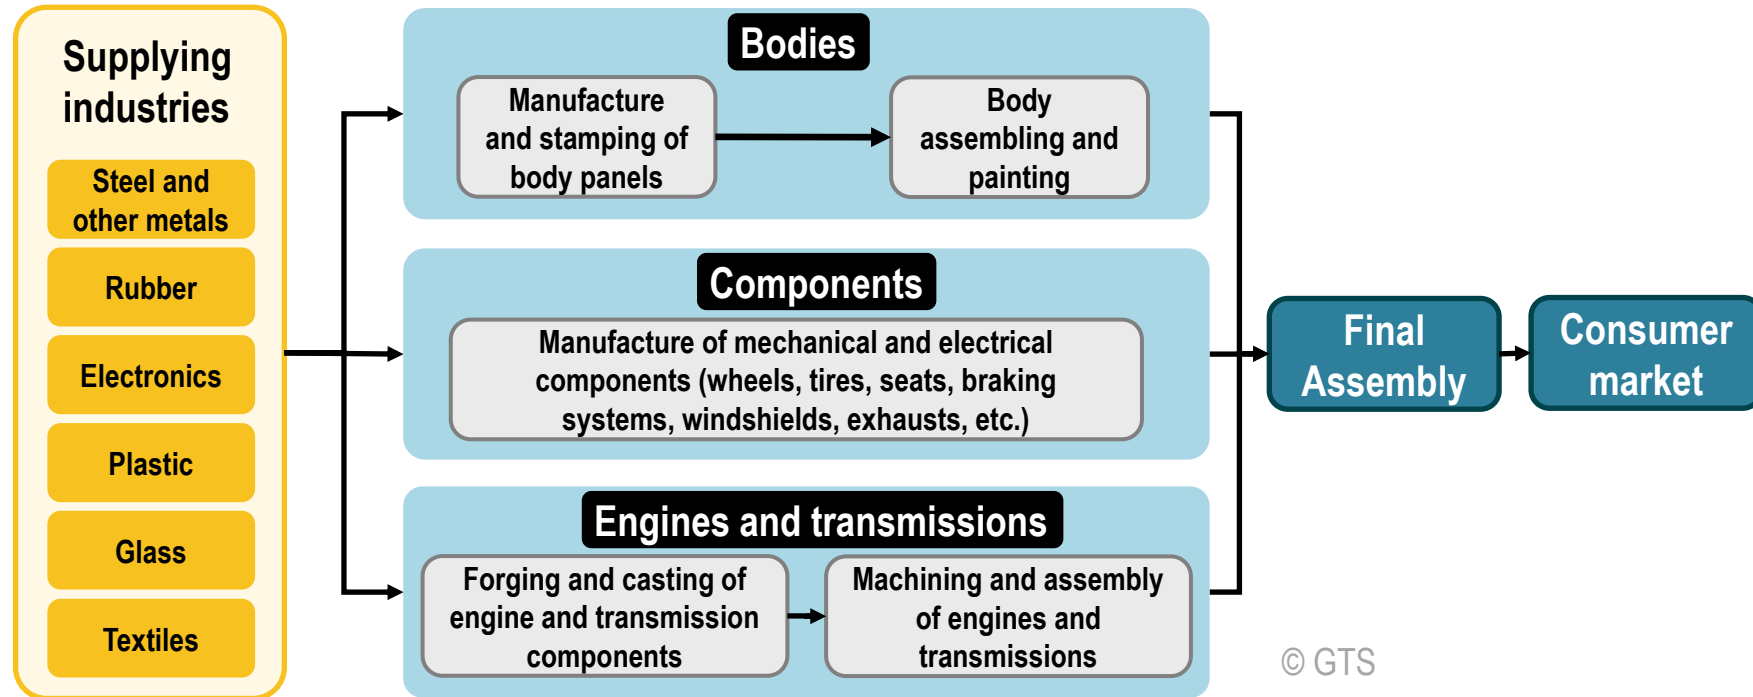 Supplying
industries
Steel and
other metals
Rubber
Electronics
Plastic
Glass
Textiles
Bodies
Manufacture
and stamping of
body panels
Body
assembling and
painting
Components
Manufacture of mechanical and electrical
components (wheels, tires, seats, braking
systems, windshields, exhausts, etc.)
Engines and transmissions
Forging and casting of
engine and transmission
components
Machining and assembly
of engines and
transmissions
Final
Assembly
Consumer
market
© GTS